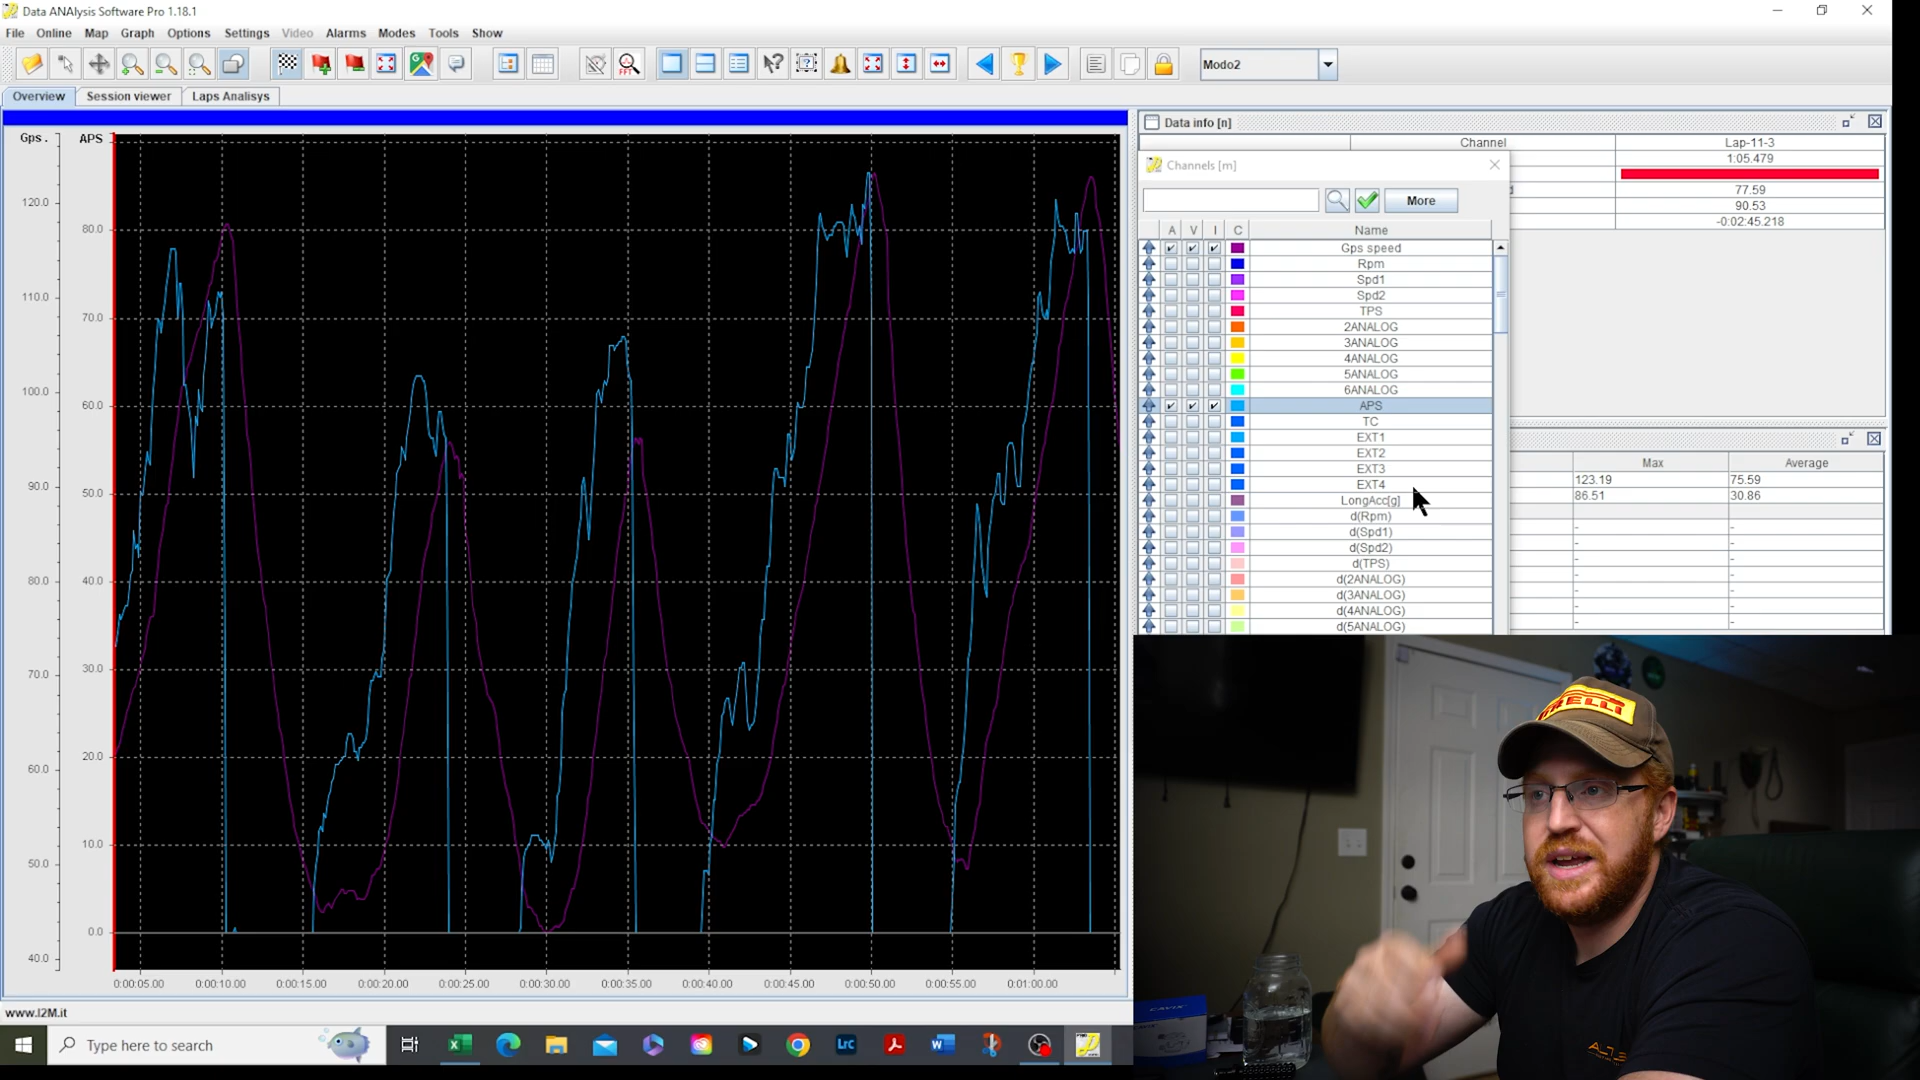 Data ANAlysis Software Pro 1.18.1
File Online Map Graph Options Settings Video Alarms Modes Tools Show
FFT
Modo2
Overview Session viewer Laps Analisys
Gps. APS
120.0
110.0
100.0
90.0
80.0
70.0
60.0
50.0
40.0
80.0
70.0
60.0
50.0
40.0
30.0
20.0
10.0
0.0
0:00:05.00 0:00:10.00 0:00:15.00 0:00:20.00 0:00:25.00 0:00:30.00 0:00:35.00 0:00:40.00 0:00:45.00 0:00:50.00 0:00:55.00 0:01:00.00
Data info [n]
Channel Lap-11-3
1:05.479
77.59
90.53
-0:02:45.218
Channels [m]
More
A V I C Name
Gps speed
Rpm
Spd1
Spd2
TPS
2ANALOG
3ANALOG
4ANALOG
5ANALOG
6ANALOG
APS
TC
EXT1
EXT2
EXT3
EXT4
LongAcc[g]
d(Rpm)
d(Spd1)
d(Spd2)
d(TPS)
d(2ANALOG)
d(3ANALOG)
d(4ANALOG)
d(5ANALOG)
Max Average
123.19 75.59
86.51 30.86
- -
- -
- -
- -
- -
- -
- -
www.I2M.it
Type here to search
LrC
IRELLI